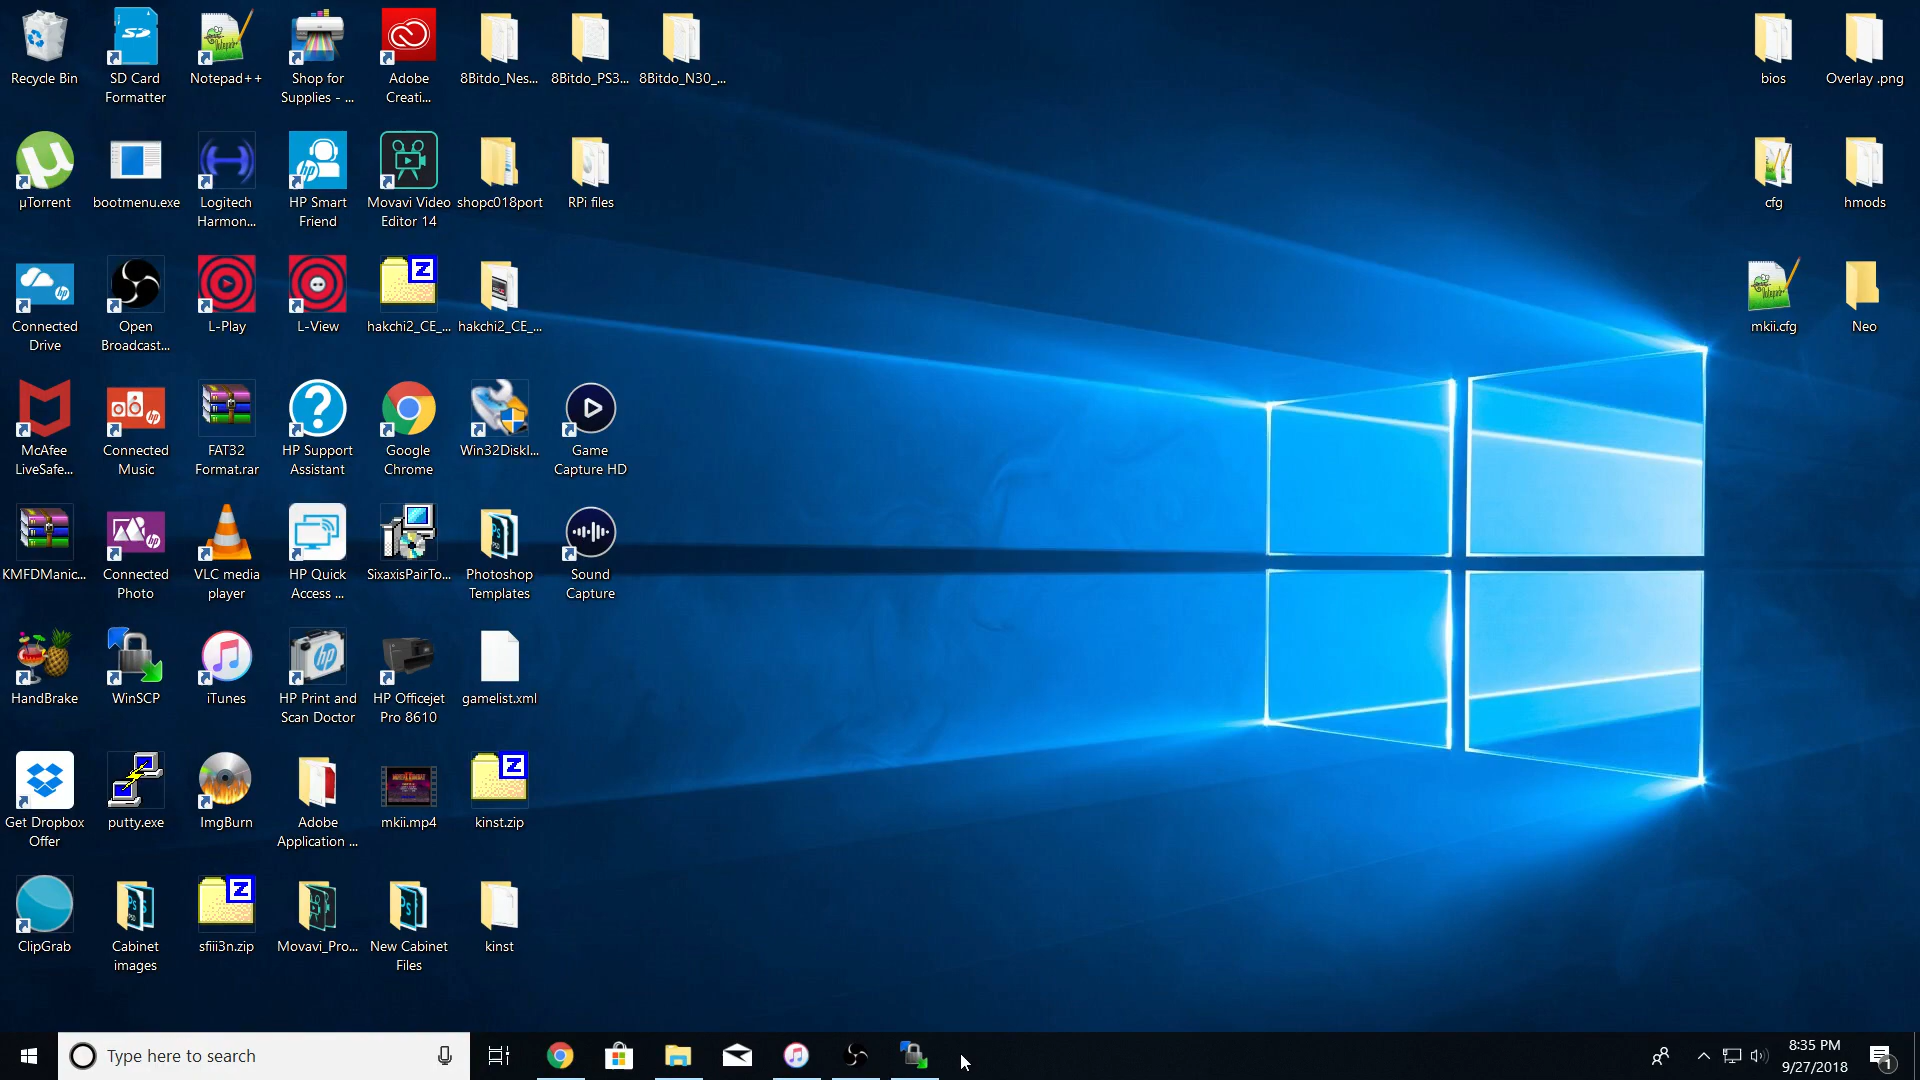 Recycle Bin
SD Card
Formatter
Notepad++
Shop for
Supplies - ...
Adobe
Creati...
8Bitdo_Nes...
8Bitdo_PS3...
8Bitdo_N30_...
bios
Overlay .png
µTorrent
bootmenu.exe
Logitech
Harmon...
HP Smart
Friend
Movavi Video
Editor 14
shopc018port
RPi files
cfg
hmods
Connected
Drive
Open
Broadcast...
L-Play
L-View
hakchi2_CE_...
hakchi2_CE_...
mkii.cfg
Neo
McAfee
LiveSafe...
Connected
Music
FAT32
Format.rar
HP Support
Assistant
Google
Chrome
Win32DiskI...
Game
Capture HD
KMFDManic...
Connected
Photo
VLC media
player
HP Quick
Access ...
SixaxisPairTo...
Photoshop
Templates
Sound
Capture
HandBrake
WinSCP
iTunes
HP Print and
Scan Doctor
HP Officejet
Pro 8610
gamelist.xml
Get Dropbox
Offer
putty.exe
ImgBurn
Adobe
Application ...
mkii.mp4
kinst.zip
ClipGrab
Cabinet
images
sfiii3n.zip
Movavi_Pro...
New Cabinet
Files
kinst
Type here to search
8:35 PM
9/27/2018
1